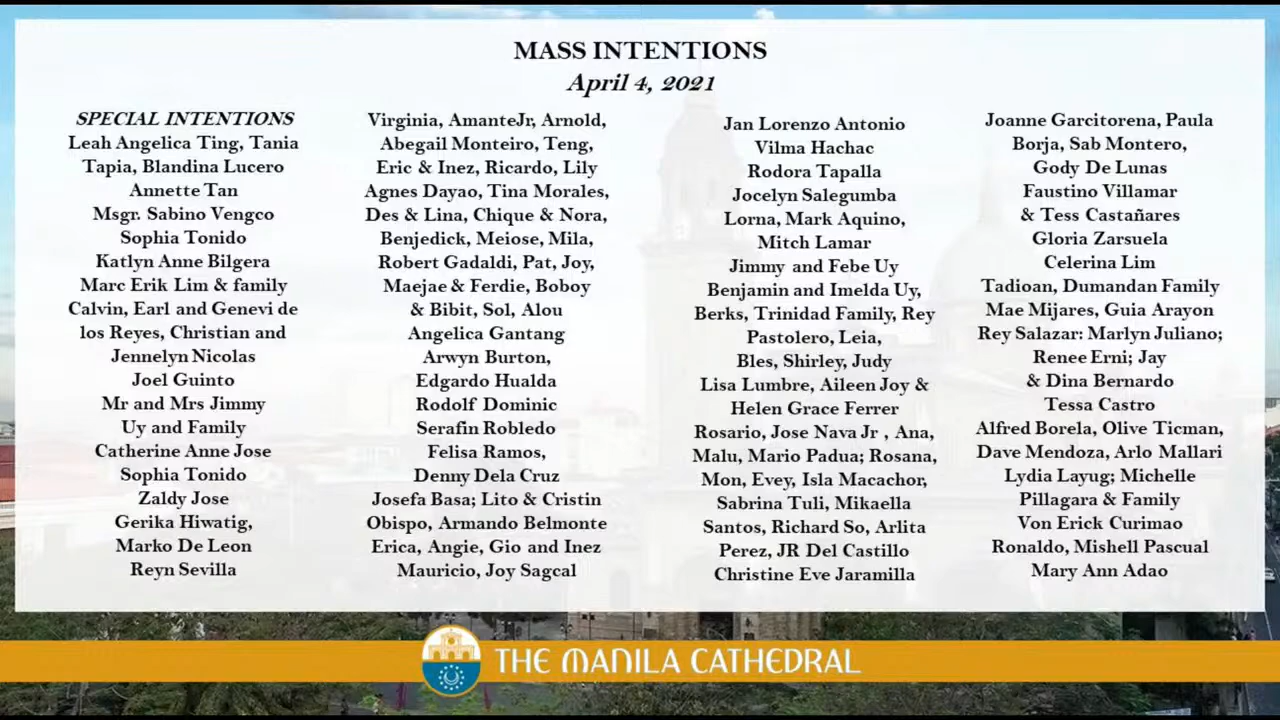 MASS INTENTIONS
April 4, 2021
SPECIAL INTENTIONS
Leah Angelica Ting, Tania
Tapia, Blandina Lucero
Annette Tan
Msgr. Sabino Vengco
Sophia Tonido
Katlyn Anne Bilgera
Marc Erik Lim & family
Calvin, Earl and Genevi de
los Reyes, Christian and
Jennelyn Nicolas
Joel Guinto
Mr and Mrs Jimmy
Uy and Family
Catherine Anne Jose
Sophia Tonido
Zaldy Jose
Gerika Hiwatig,
Marko De Leon
Reyn Sevilla
Virginia, AmanteJr, Arnold,
Abegail Monteiro, Teng,
Eric & Inez, Ricardo, Lily
Agnes Dayao, Tina Morales,
Des & Lina, Chique & Nora,
Benjedick, Meiose, Mila,
Robert Gadaldi, Pat, Joy,
Maejae & Ferdie, Boboy
& Bibit, Sol, Alou
Angelica Gantang
Arwyn Burton,
Edgardo Hualda
Rodolf Dominic
Serafin Robledo
Felisa Ramos,
Denny Dela Cruz
Josefa Basa; Lito & Cristin
Obispo, Armando Belmonte
Erica, Angie, Gio and Inez
Mauricio, Joy Sagcal
Jan Lorenzo Antonio
Vilma Hachac
Rodora Tapalla
Jocelyn Salegumba
Lorna, Mark Aquino,
Mitch Lamar
Jimmy and Febe Uy
Benjamin and Imelda Uy,
Berks, Trinidad Family, Rey
Pastolero, Leia,
Bles, Shirley, Judy
Lisa Lumbre, Aileen Joy &
Helen Grace Ferrer
Rosario, Jose Nava Jr , Ana,
Malu, Mario Padua; Rosana,
Mon, Evey, Isla Macachor,
Sabrina Tuli, Mikaella
Santos, Richard So, Arlita
Perez, JR Del Castillo
Christine Eve Jaramilla
Joanne Garcitorena, Paula
Borja, Sab Montero,
Gody De Lunas
Faustino Villamar
& Tess Castañares
Gloria Zarsuela
Celerina Lim
Tadioan, Dumandan Family
Mae Mijares, Guia Arayon
Rey Salazar: Marlyn Juliano;
Renee Erni; Jay
& Dina Bernardo
Tessa Castro
Alfred Borela, Olive Ticman,
Dave Mendoza, Arlo Mallari
Lydia Layug; Michelle
Pillagara & Family
Von Erick Curimao
Ronaldo, Mishell Pascual
Mary Ann Adao
THE MANILA CATHEDRAL